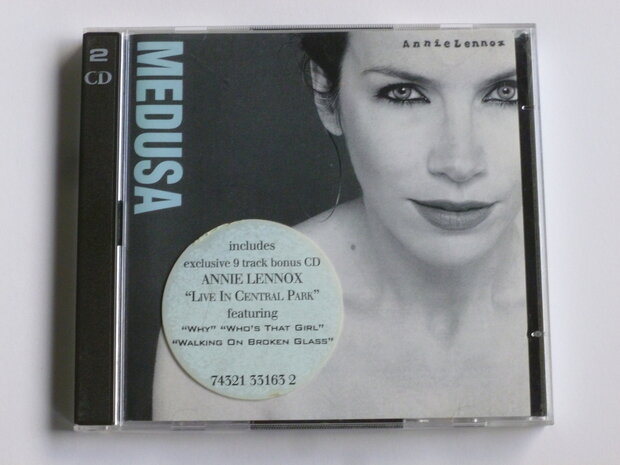 2
CD
MEDUSA
AnnieLennox
includes
exclusive 9 track bonus CD
ANNIE LENNOX
“LIVE IN CENTRAL PARK”
featuring
“WHY” “WHO'S THAT GIRL”
“WALKING ON BROKEN GLASS”
74321 33163 2